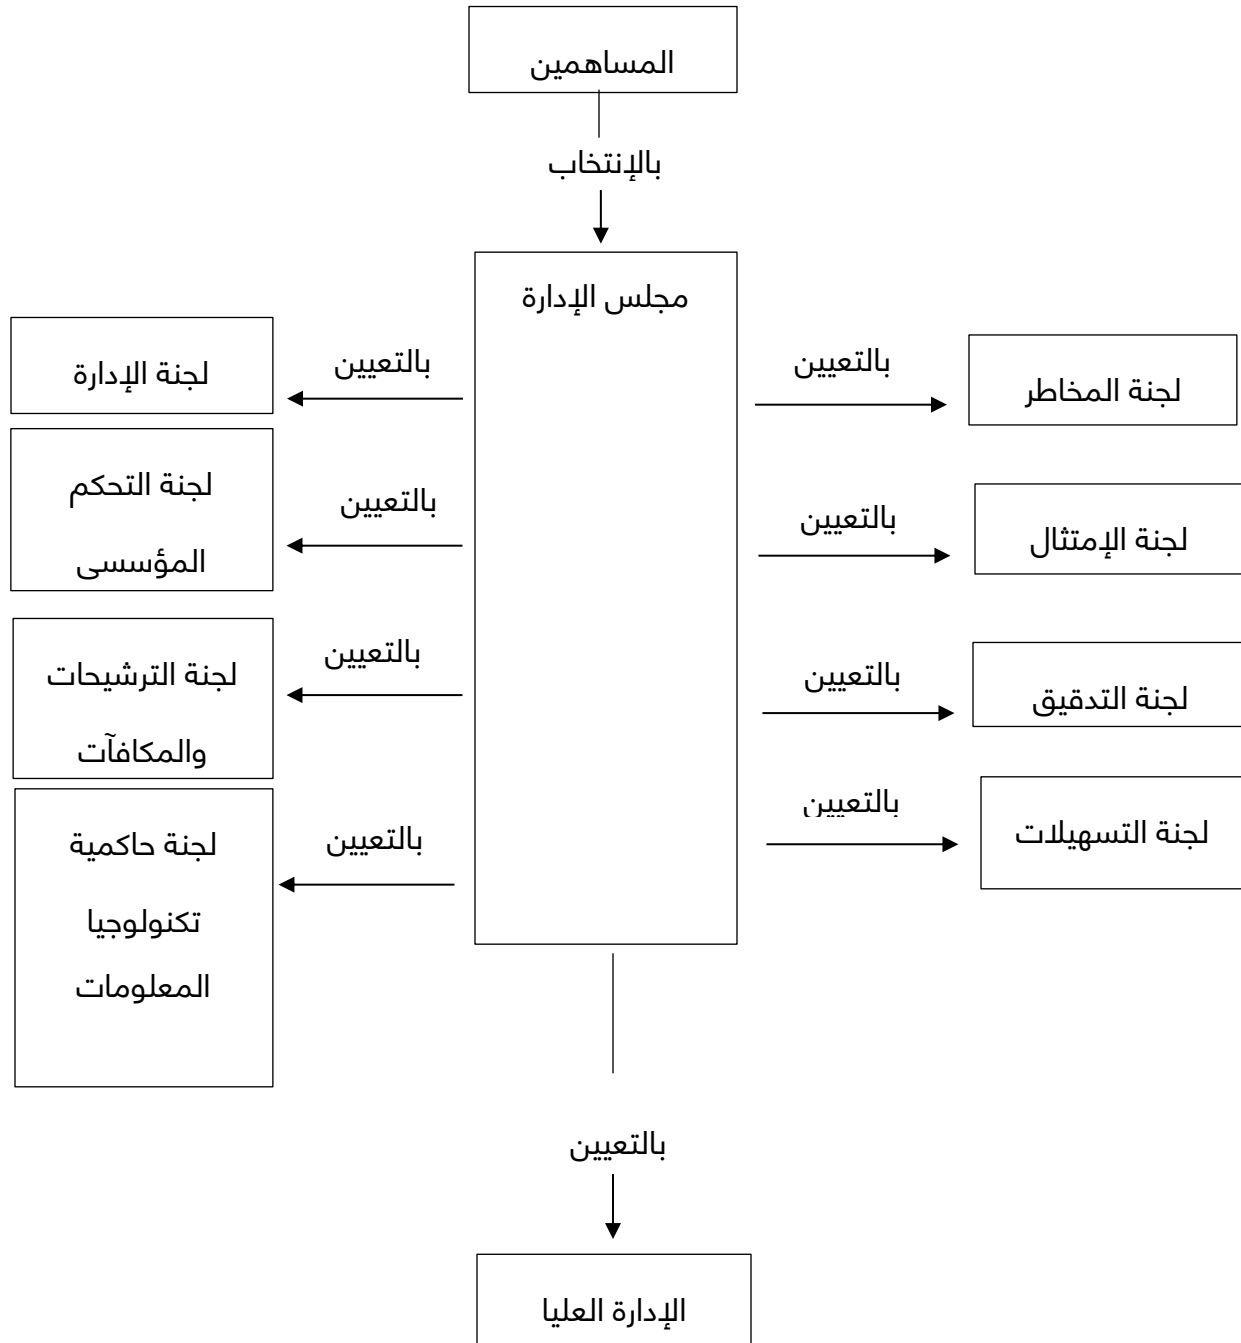 المساهمين
بالإنتخاب
مجلس الإدارة
بالتعيين
لجنة المخاطر
بالتعيين
لجنة الإدارة
بالتعيين
لجنة الإمتثال
بالتعيين
لجنة التحكم
المؤسسى
بالتعيين
لجنة التدقيق
بالتعيين
لجنة الترشيحات
والمكافآت
بالتعيين
لجنة التسهيلات
بالتعيين
لجنة حاكمية
تكنولوجيا
المعلومات
بالتعيين
الإدارة العليا